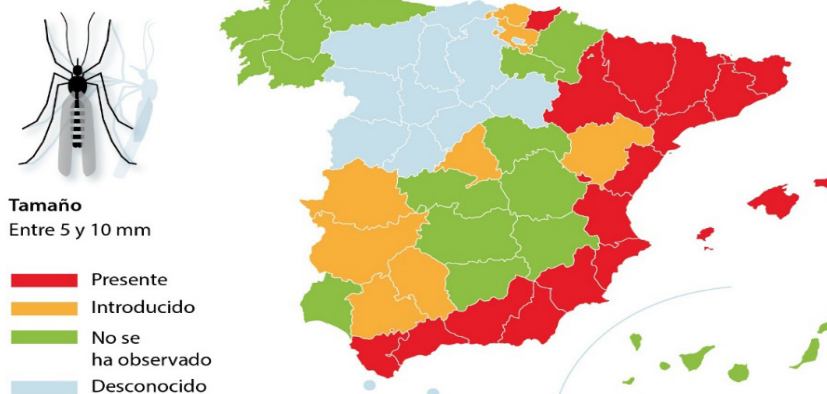 Tamaño
Entre 5 y 10 mm
Presente
Introducido
No se
ha observado
Desconocido